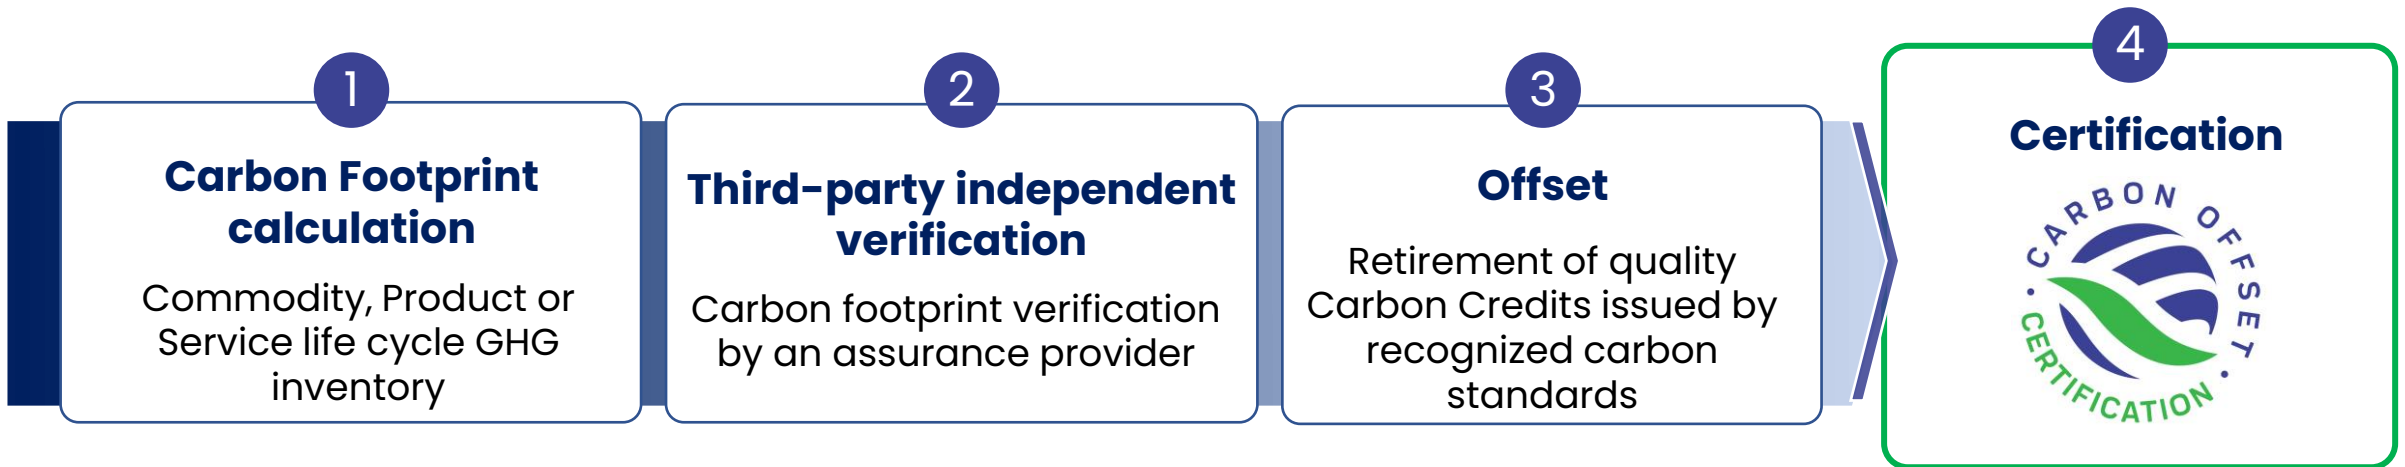 1
Carbon Footprint
calculation
Commodity, Product or
Service life cycle GHG
inventory
2
Third-party independent
verification
Carbon footprint verification
by an assurance provider
3
Offset
Retirement of quality
Carbon Credits issued by
recognized carbon
standards
4
Certification
• CARBON OFFSET •
CERTIFICATION